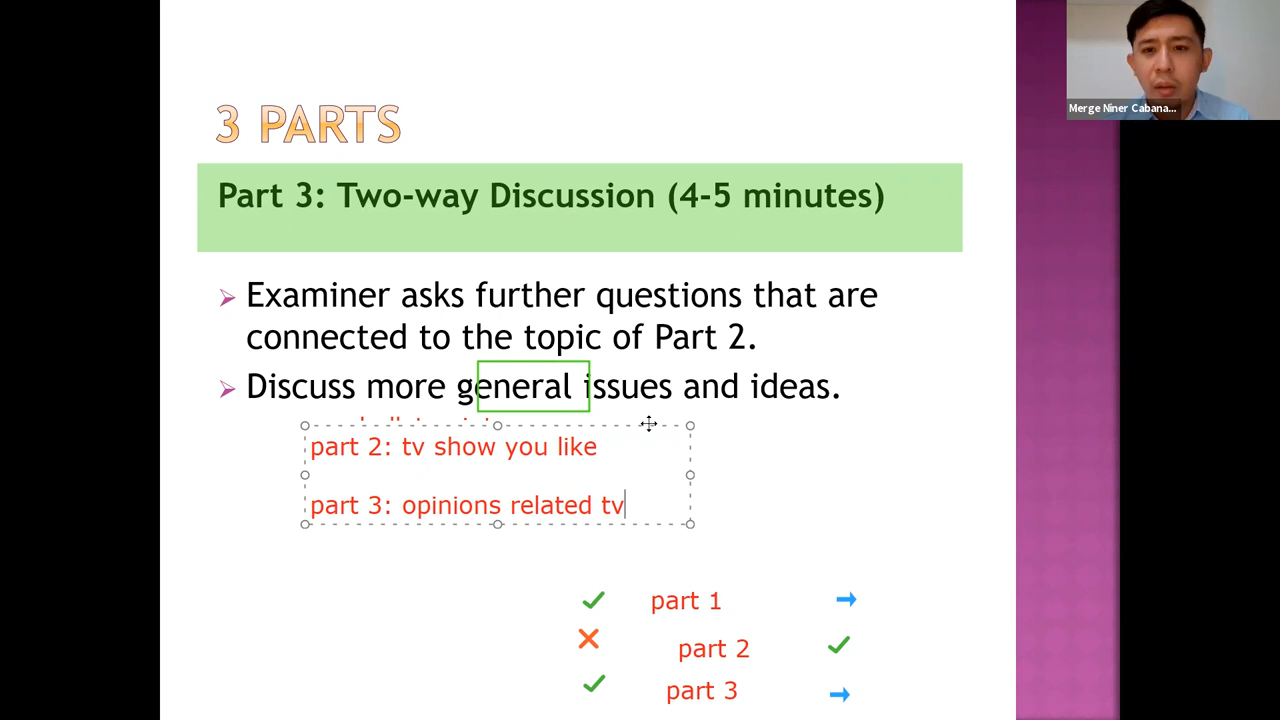 Merge Niner Cabana...
3 PARTS
Part 3: Two-way Discussion (4-5 minutes)
Examiner asks further questions that are
connected to the topic of Part 2.
Discuss more general issues and ideas.
part 2: tv show you like
part 3: opinions related tv
part 1
part 2
part 3